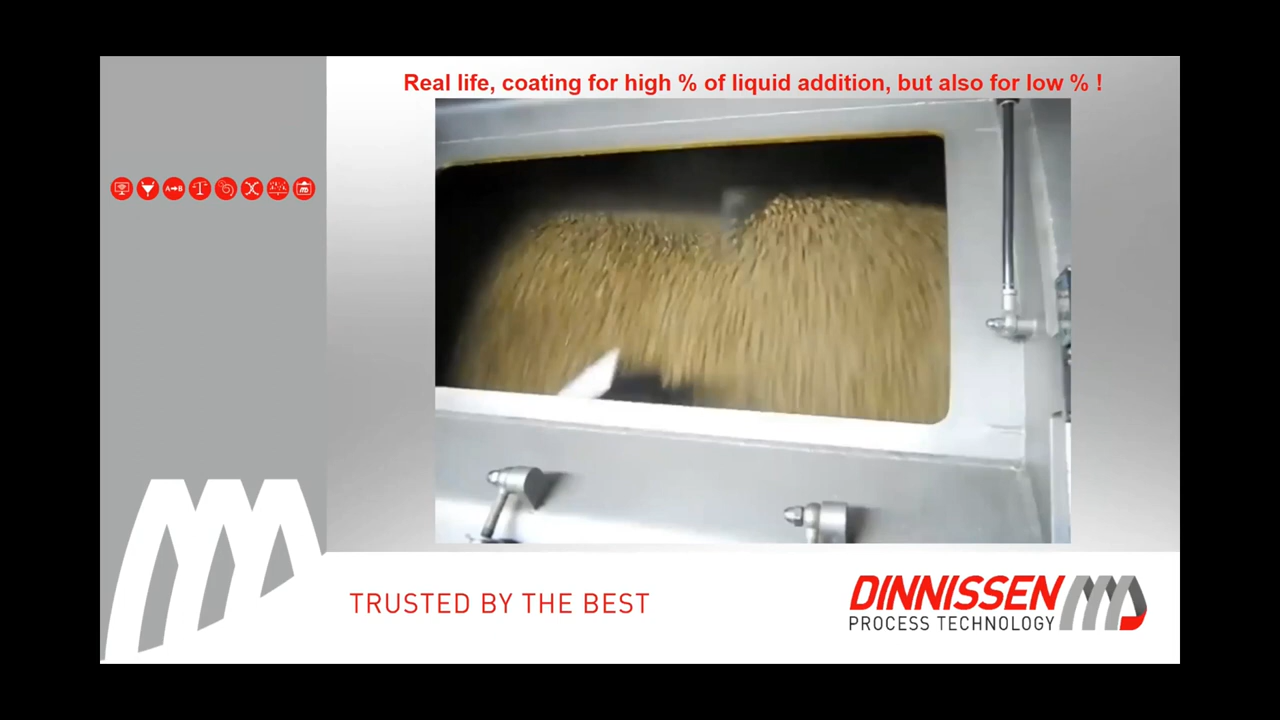 Real life, coating for high % of liquid addition, but also for low % !
A➔B
TRUSTED BY THE BEST
DINNISSEN
PROCESS TECHNOLOGY